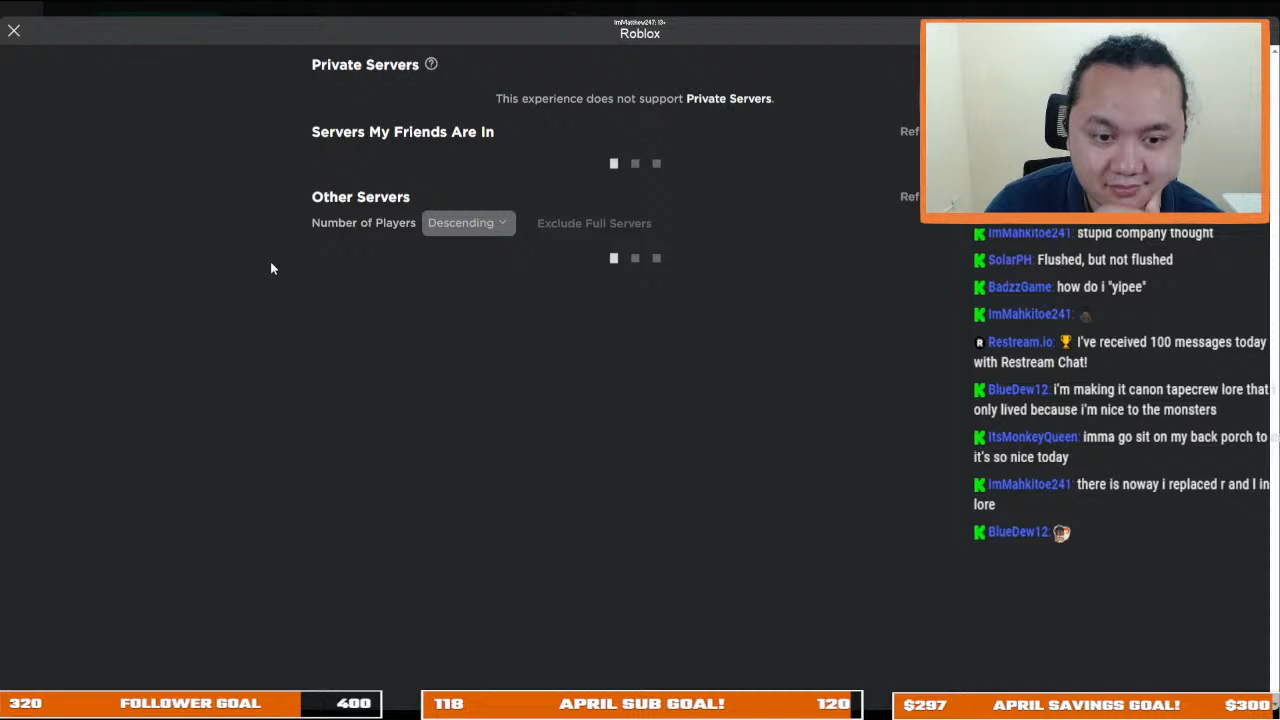 ImMatthew247: 13+
Roblox
Private Servers
This experience does not support Private Servers.
Servers My Friends Are In
Ref
Other Servers
Ref
Number of Players Descending Exclude Full Servers
ImMahkitoe241: stupid company thought
SolarPH: Flushed, but not flushed
BadzzGame: how do i "yipee"
ImMahkitoe241:
Restream.io: I've received 100 messages today
with Restream Chat!
BlueDew12: i'm making it canon tapecrew lore that i
only lived because i'm nice to the monsters
ItsMonkeyQueen: imma go sit on my back porch to
it's so nice today
ImMahkitoe241: there is noway i replaced r and l in
lore
BlueDew12:
320 FOLLOWER GOAL 400
118 APRIL SUB GOAL! 120
$297 APRIL SAVINGS GOAL! $300